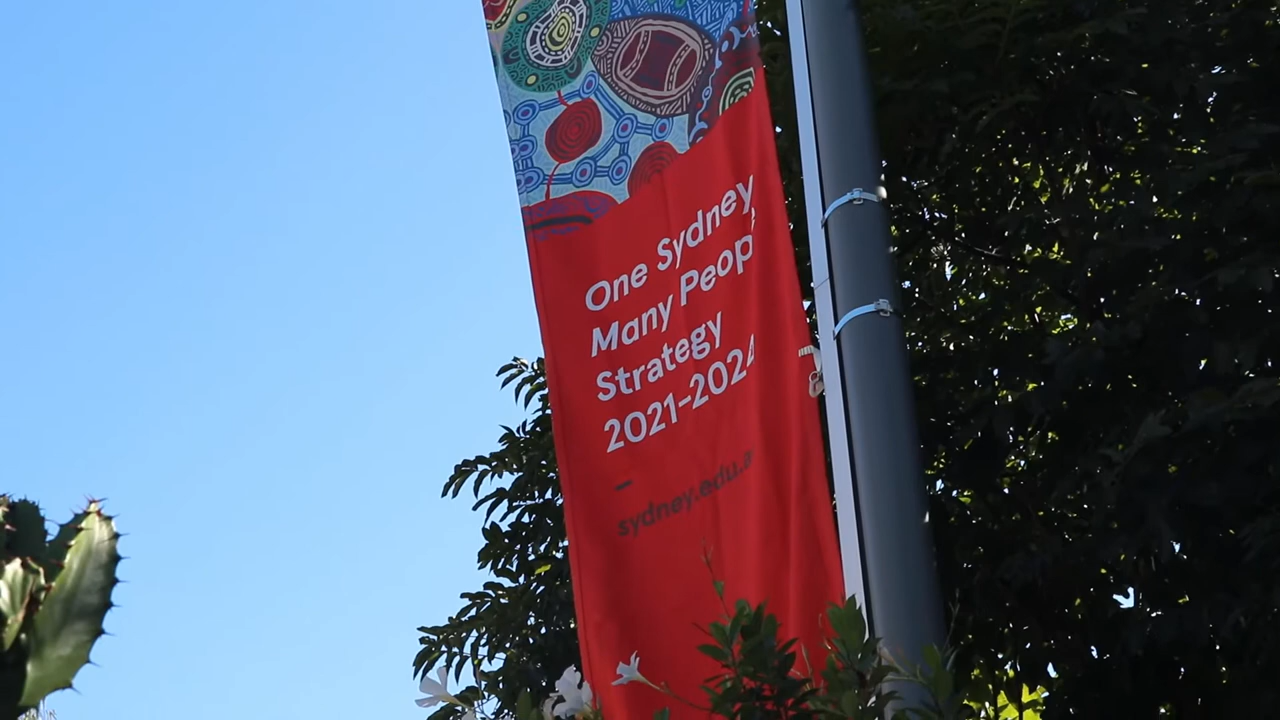 One Sydney
Many Peop
Strategy
2021–2024
sydney.edu.a